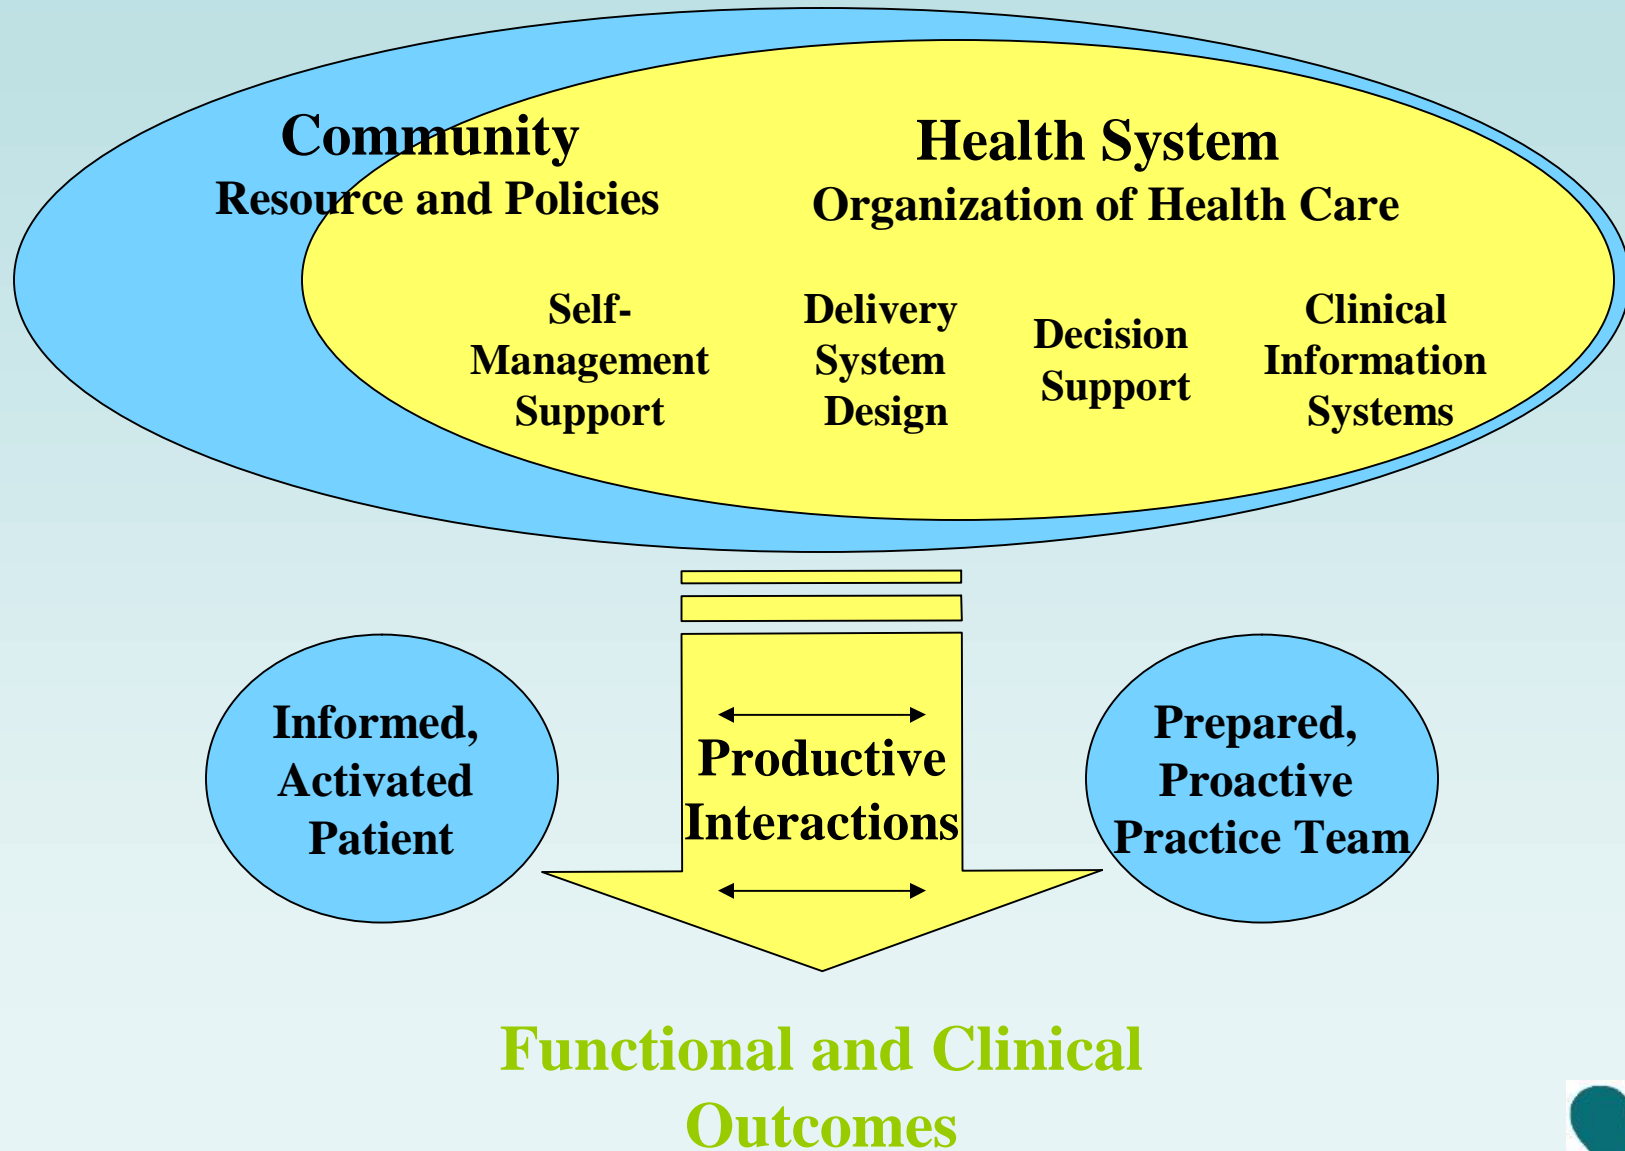 Community
Resource and Policies
Health System
Organization of Health Care
Self-
Management
Support
Delivery
System
Design
Decision
Support
Clinical
Information
Systems
Informed,
Activated
Patient
Productive
Interactions
Prepared,
Proactive
Practice Team
Functional and Clinical
Outcomes